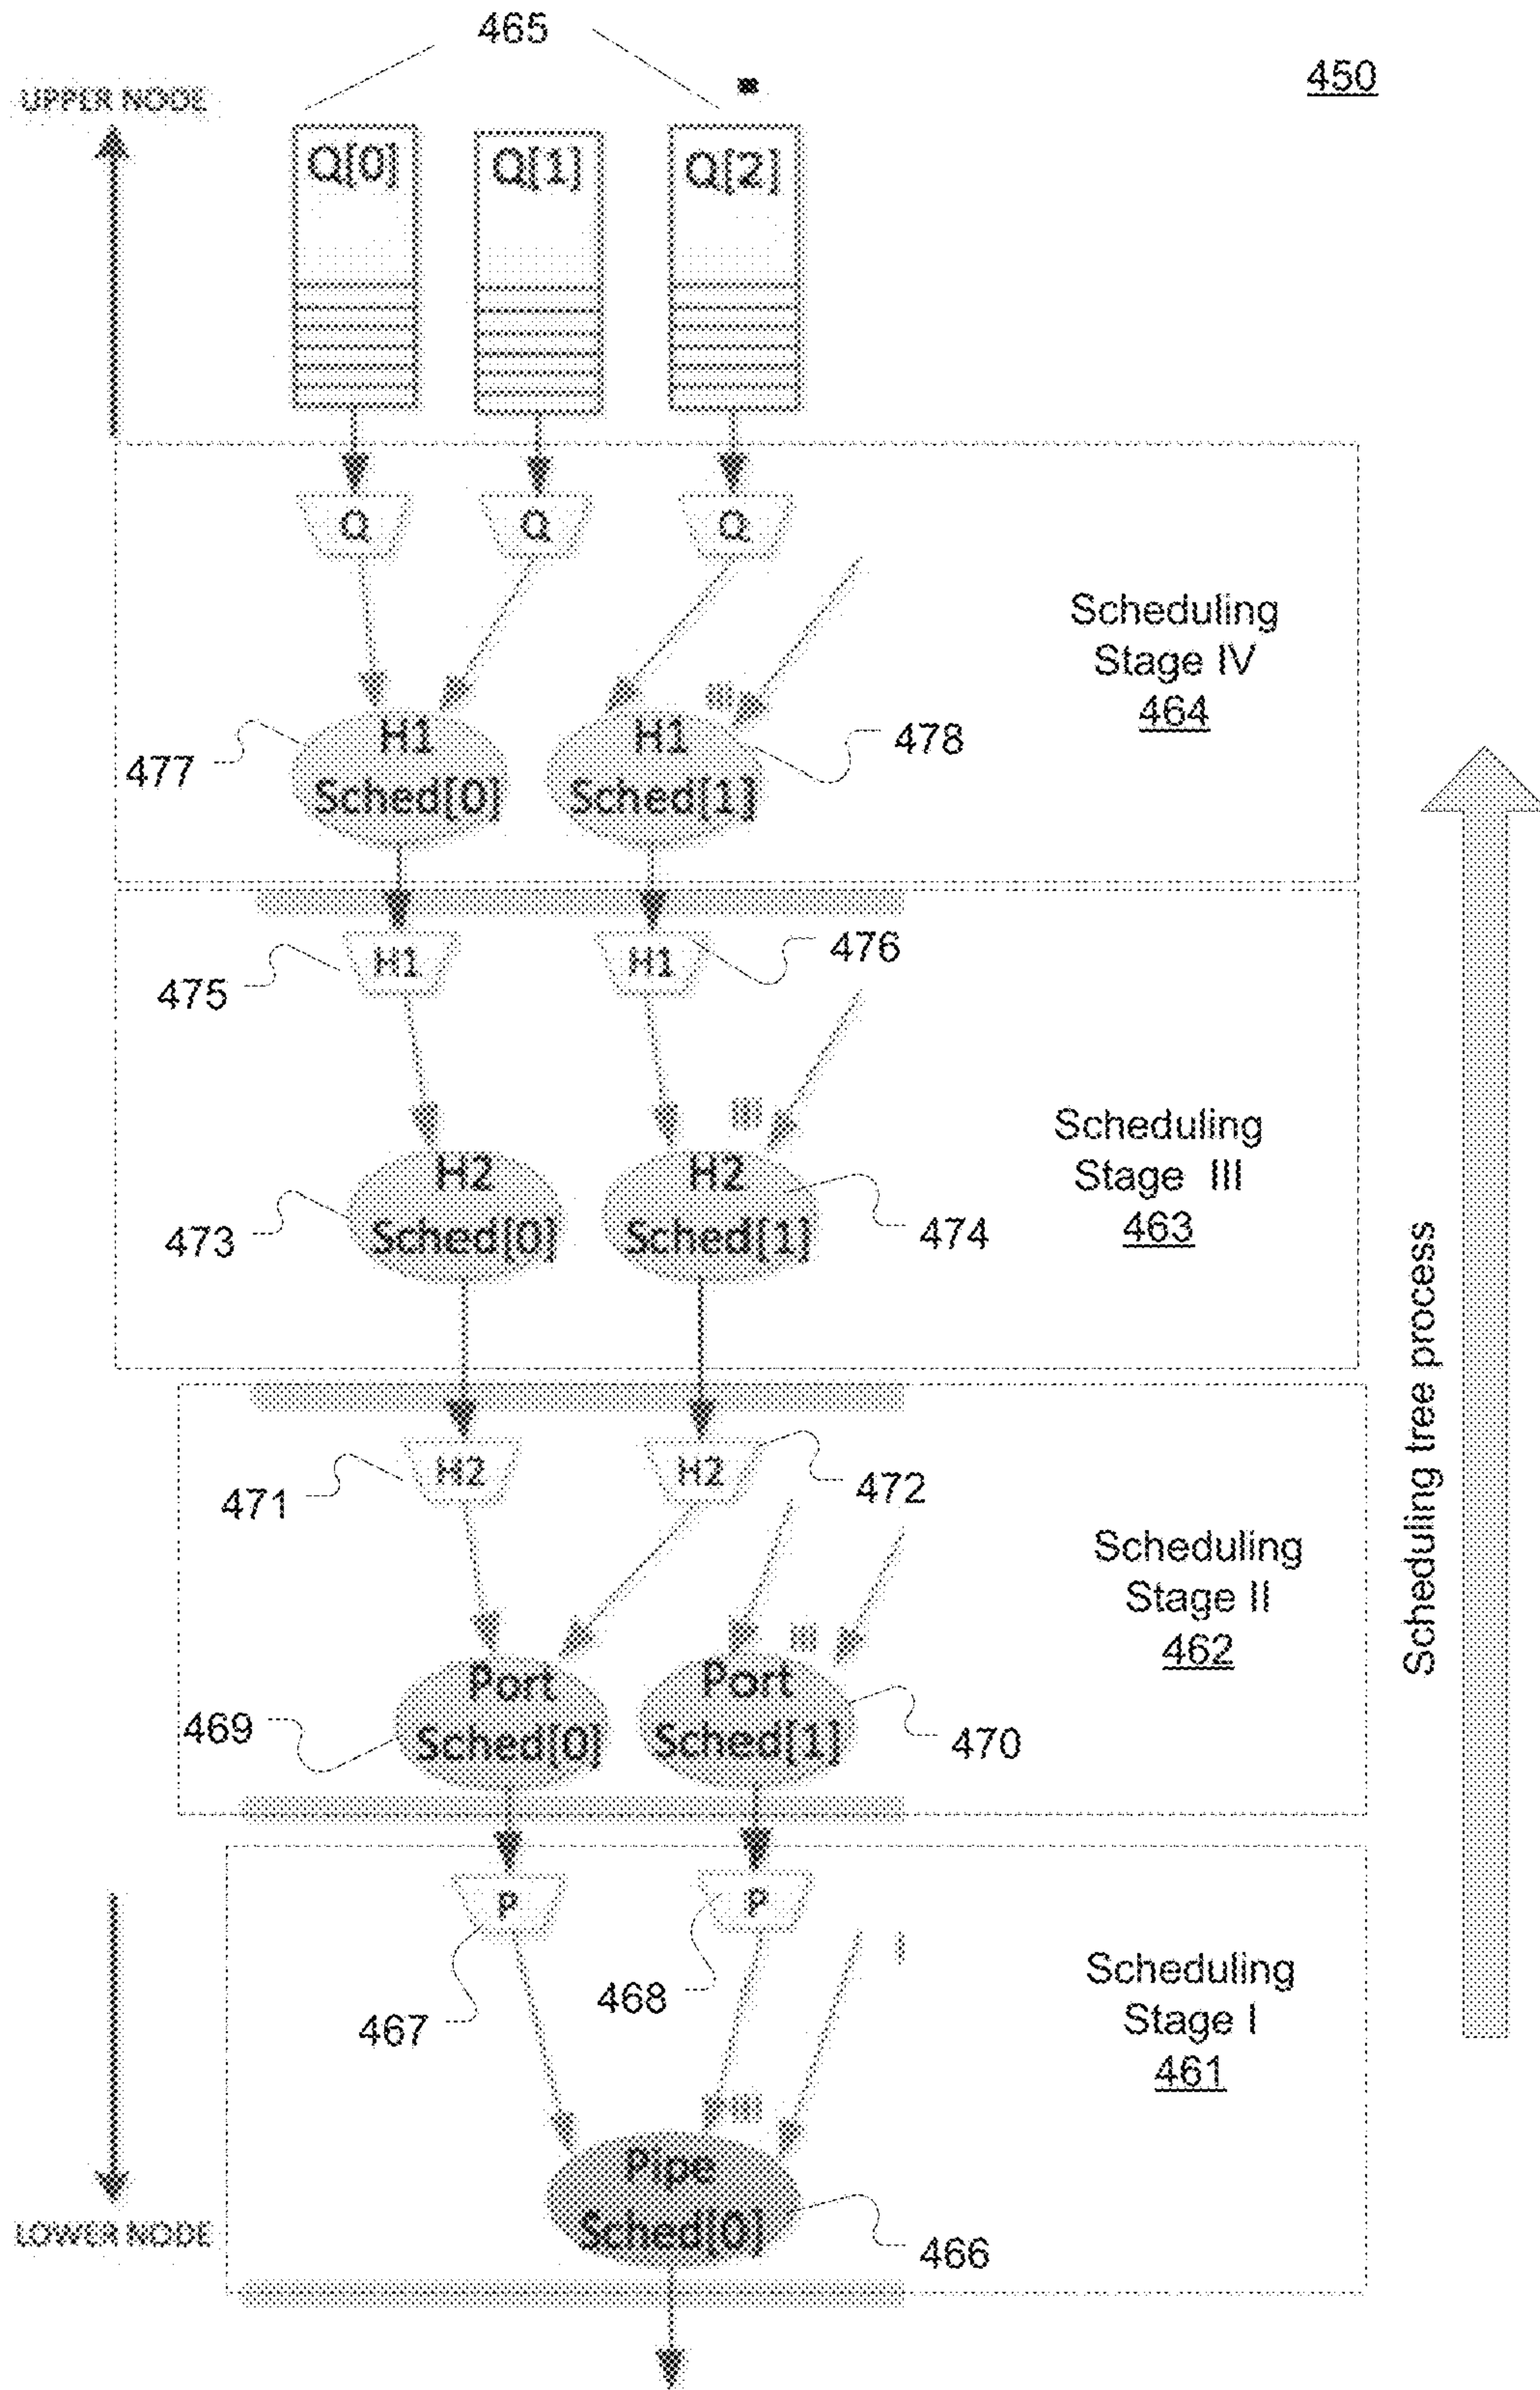 465
450
UPPER NODE
Q[0]
Q[1]
Q[2]
Q
Q
Q
Scheduling
Stage IV
464
H1
Sched[0]
H1
Sched[1]
477
478
H1
H1
475
476
Scheduling
Stage III
463
H2
Sched[0]
H2
Sched[1]
473
474
Scheduling tree process
H2
H2
471
472
Scheduling
Stage II
462
Port
Sched[0]
Port
Sched[1]
469
470
P
P
467
468
Scheduling
Stage I
461
Pipe
Sched[0]
466
LOWER NODE